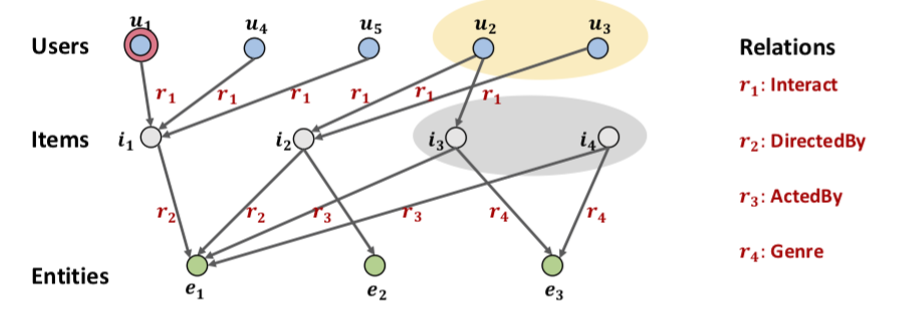 Users u₁ u₄ u₅ u₂ u₃ Relations
r₁ r₁ r₁ r₁ r₁ r₁ r₁: Interact
Items i₁ i₂ i₃ i₄ r₂: DirectedBy
r₂ r₂ r₃ r₃ r₄ r₄ r₃: ActedBy
r₄: Genre
Entities e₁ e₂ e₃